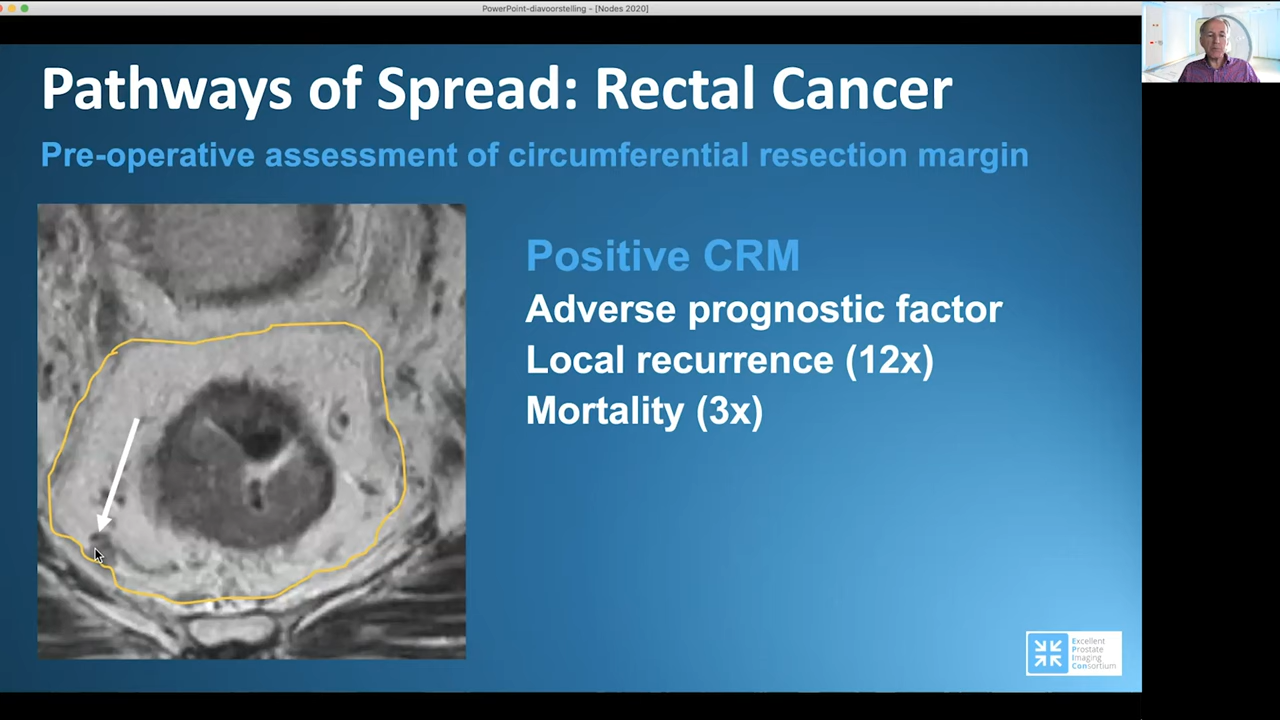 PowerPoint-diavoorstelling - [Nodes 2020]
Pathways of Spread: Rectal Cancer
Pre-operative assessment of circumferential resection margin
Positive CRM
Adverse prognostic factor
Local recurrence (12x)
Mortality (3x)
Excellent
Prostate
Imaging
Consortium